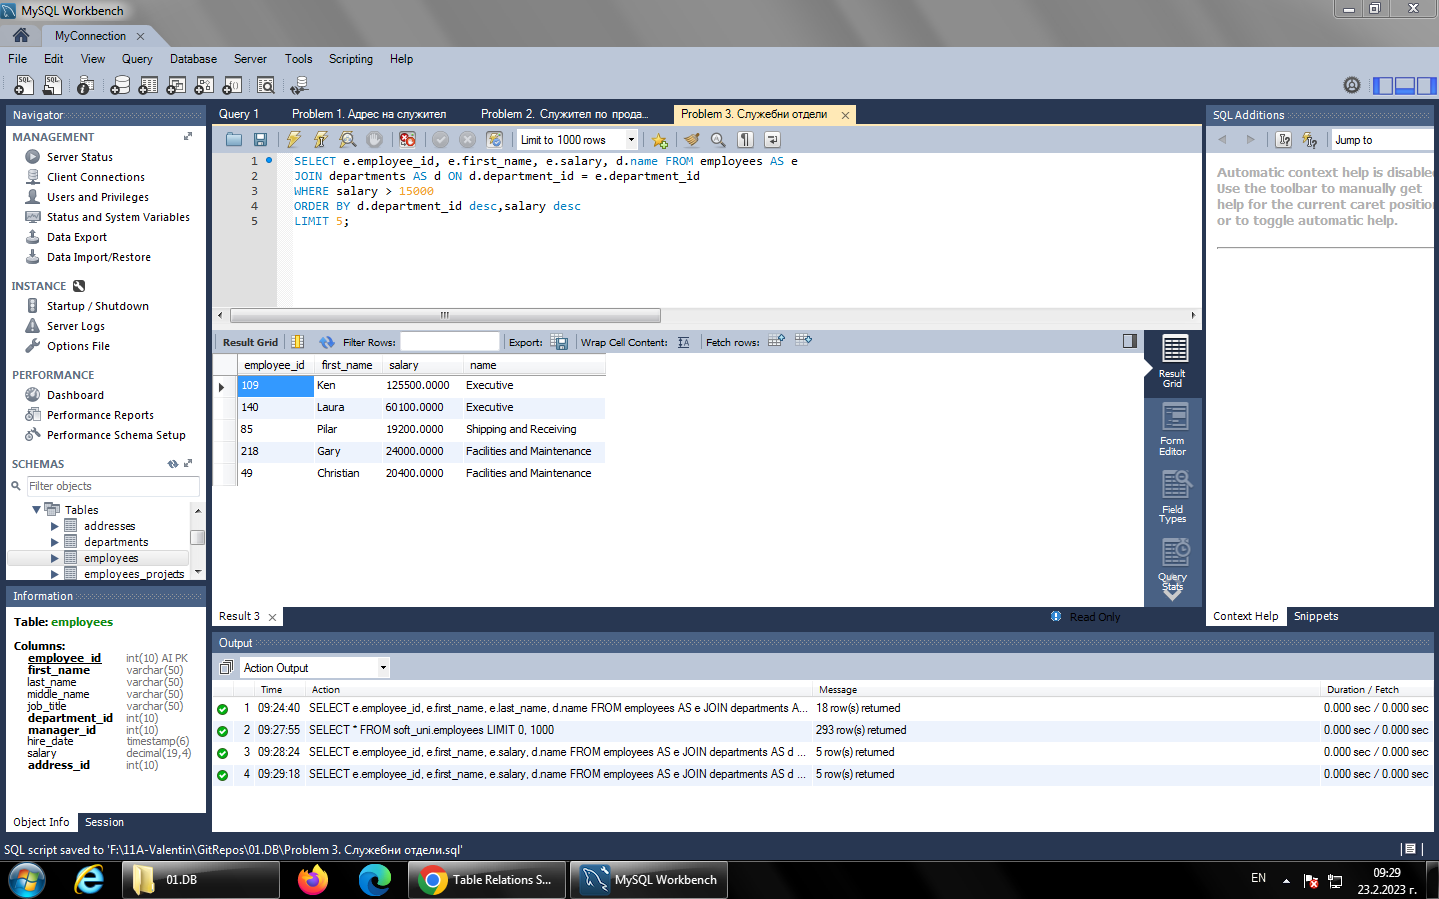 MySQL Workbench
MyConnection
File Edit View Query Database Server Tools Scripting Help
Navigator
MANAGEMENT
Server Status
Client Connections
Users and Privileges
Status and System Variables
Data Export
Data Import/Restore
INSTANCE
Startup / Shutdown
Server Logs
Options File
PERFORMANCE
Dashboard
Performance Reports
Performance Schema Setup
SCHEMAS
Filter objects
Tables
addresses
departments
employees
employees_projects
Information
Table: employees
Columns:
employee_id int(10) AI PK
first_name varchar(50)
last_name varchar(50)
middle_name varchar(50)
job_title varchar(50)
department_id int(10)
manager_id int(10)
hire_date timestamp(6)
salary decimal(19,4)
address_id int(10)
Object Info Session
Query 1 Problem 1. Адрес на служител Problem 2. Служител по прода... Problem 3. Служебни отдели
Limit to 1000 rows
1 SELECT e.employee_id, e.first_name, e.salary, d.name FROM employees AS e
2 JOIN departments AS d ON d.department_id = e.department_id
3 WHERE salary > 15000
4 ORDER BY d.department_id desc,salary desc
5 LIMIT 5;
Result Grid Filter Rows: Export: Wrap Cell Content: Fetch rows:
employee_id first_name salary name
109 Ken 125500.0000 Executive
140 Laura 60100.0000 Executive
85 Pilar 19200.0000 Shipping and Receiving
218 Gary 24000.0000 Facilities and Maintenance
49 Christian 20400.0000 Facilities and Maintenance
Result Grid
Form Editor
Field Types
Query Stats
Result 3 Read Only
SQL Additions
Jump to
Automatic context help is disabled
Use the toolbar to manually get
help for the current caret position
or to toggle automatic help.
Context Help Snippets
Output
Action Output
Time Action Message Duration / Fetch
1 09:24:40 SELECT e.employee_id, e.first_name, e.last_name, d.name FROM employees AS e JOIN departments A... 18 row(s) returned 0.000 sec / 0.000 sec
2 09:27:55 SELECT * FROM soft_uni.employees LIMIT 0, 1000 293 row(s) returned 0.000 sec / 0.000 sec
3 09:28:24 SELECT e.employee_id, e.first_name, e.salary, d.name FROM employees AS e JOIN departments AS d ... 5 row(s) returned 0.000 sec / 0.000 sec
4 09:29:18 SELECT e.employee_id, e.first_name, e.salary, d.name FROM employees AS e JOIN departments AS d ... 5 row(s) returned 0.000 sec / 0.000 sec
SQL script saved to 'F:\11A-Valentin\GitRepos\01.DB\Problem 3. Служебни отдели.sql'
01.DB Table Relations S... MySQL Workbench EN 09:29
23.2.2023 г.